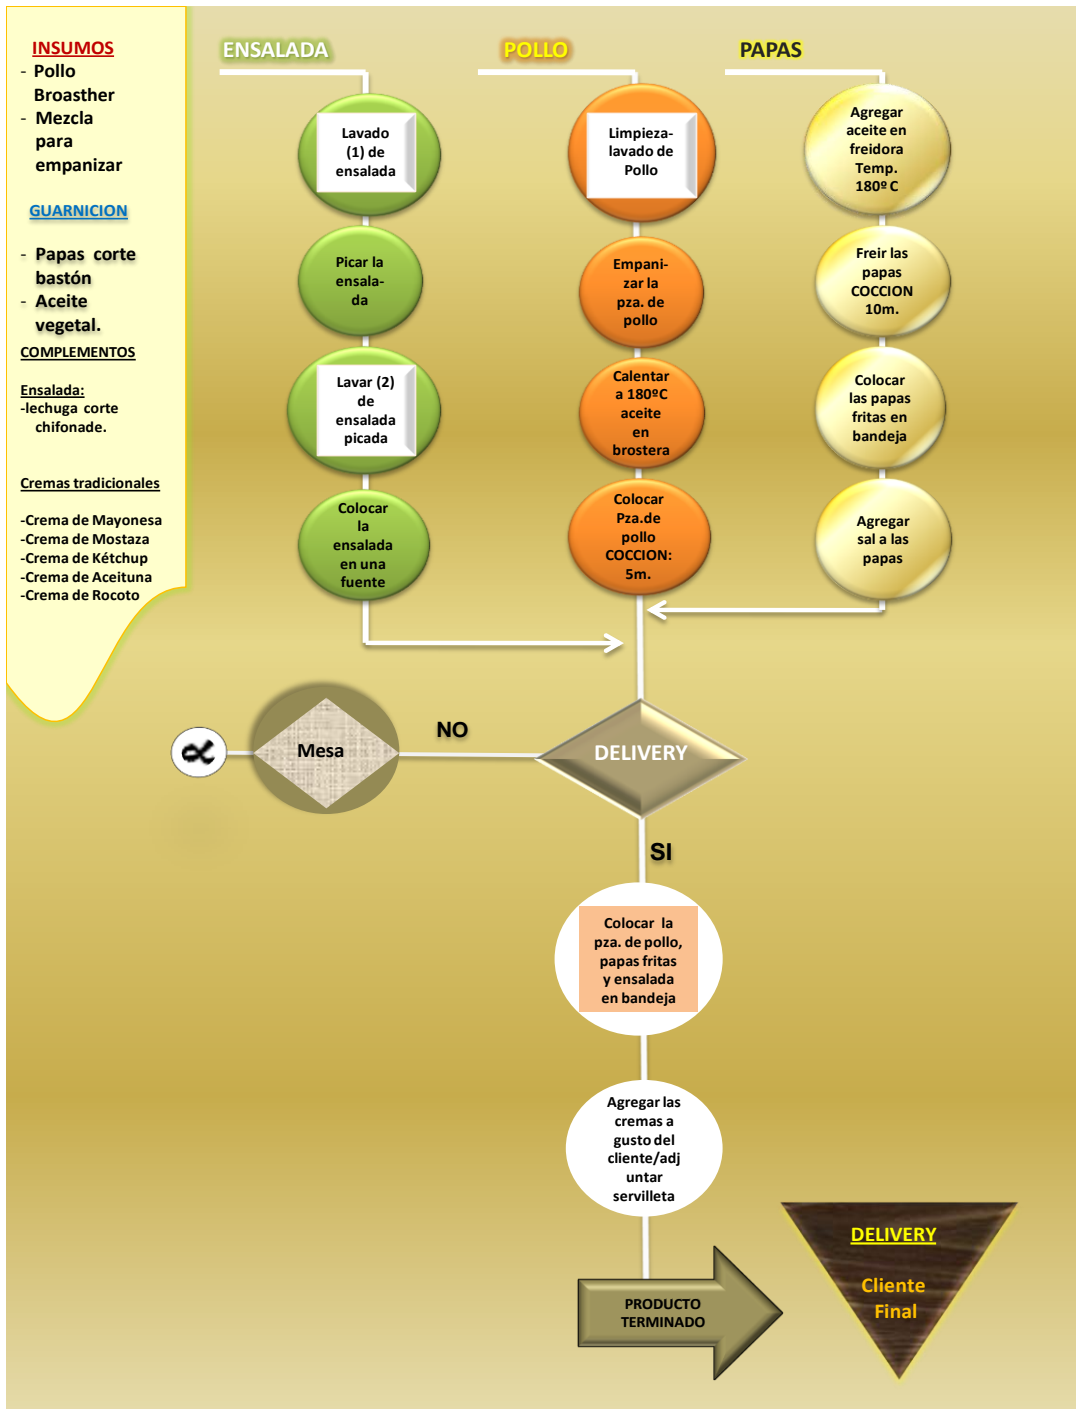 INSUMOS
- Pollo
Broasther
- Mezcla
para
empanizar
GUARNICION
- Papas corte
bastón
- Aceite
vegetal.
COMPLEMENTOS
Ensalada:
-lechuga corte
chifonade.
Cremas tradicionales
-Crema de Mayonesa
-Crema de Mostaza
-Crema de Kétchup
-Crema de Aceituna
-Crema de Rocoto
ENSALADA
Lavado
(1) de
ensalada
Picar la
ensala-
da
Lavar (2)
de
ensalada
picada
Colocar
la
ensalada
en una
fuente
POLLO
Limpieza-
lavado de
Pollo
Empani-
zar la
pza. de
pollo
Calentar
a 180ºC
aceite
en
brostera
Colocar
Pza.de
pollo
COCCION:
5m.
PAPAS
Agregar
aceite en
freidora
Temp.
180º C
Freir las
papas
COCCION
10m.
Colocar
las papas
fritas en
bandeja
Agregar
sal a las
papas
DELIVERY
NO
Mesa
α
SI
Colocar la
pza. de pollo,
papas fritas
y ensalada
en bandeja
Agregar las
cremas a
gusto del
cliente/adj
untar
servilleta
PRODUCTO
TERMINADO
DELIVERY
Cliente
Final